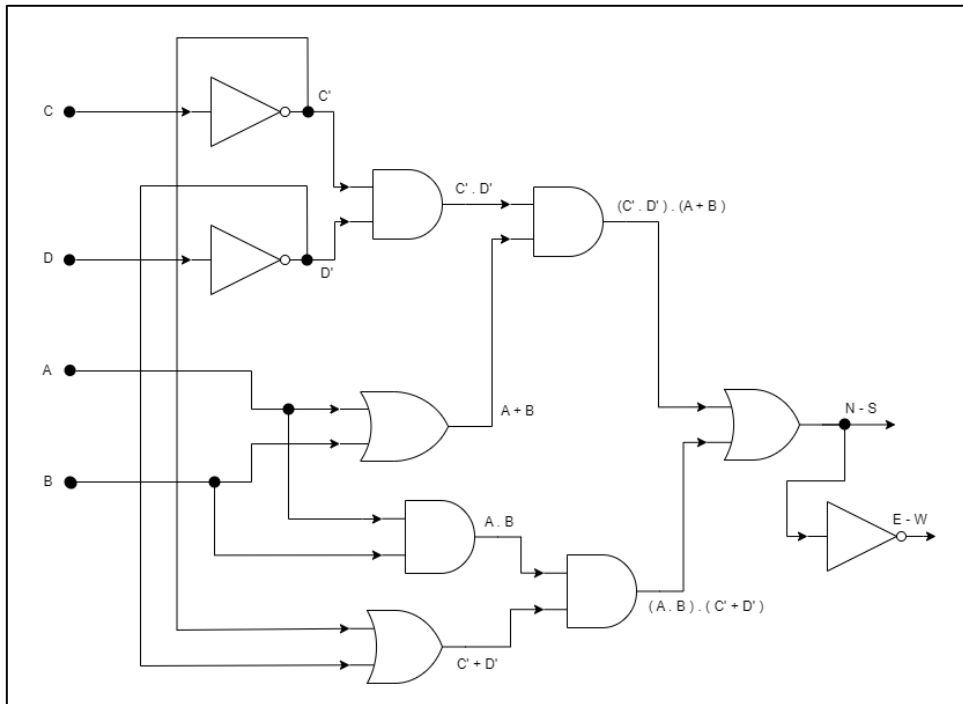 C
C'
C' . D'
(C' . D' ) . (A + B )
D
D'
A
A + B
N - S
B
A . B
E - W
( A . B ) . ( C' + D' )
C' + D'